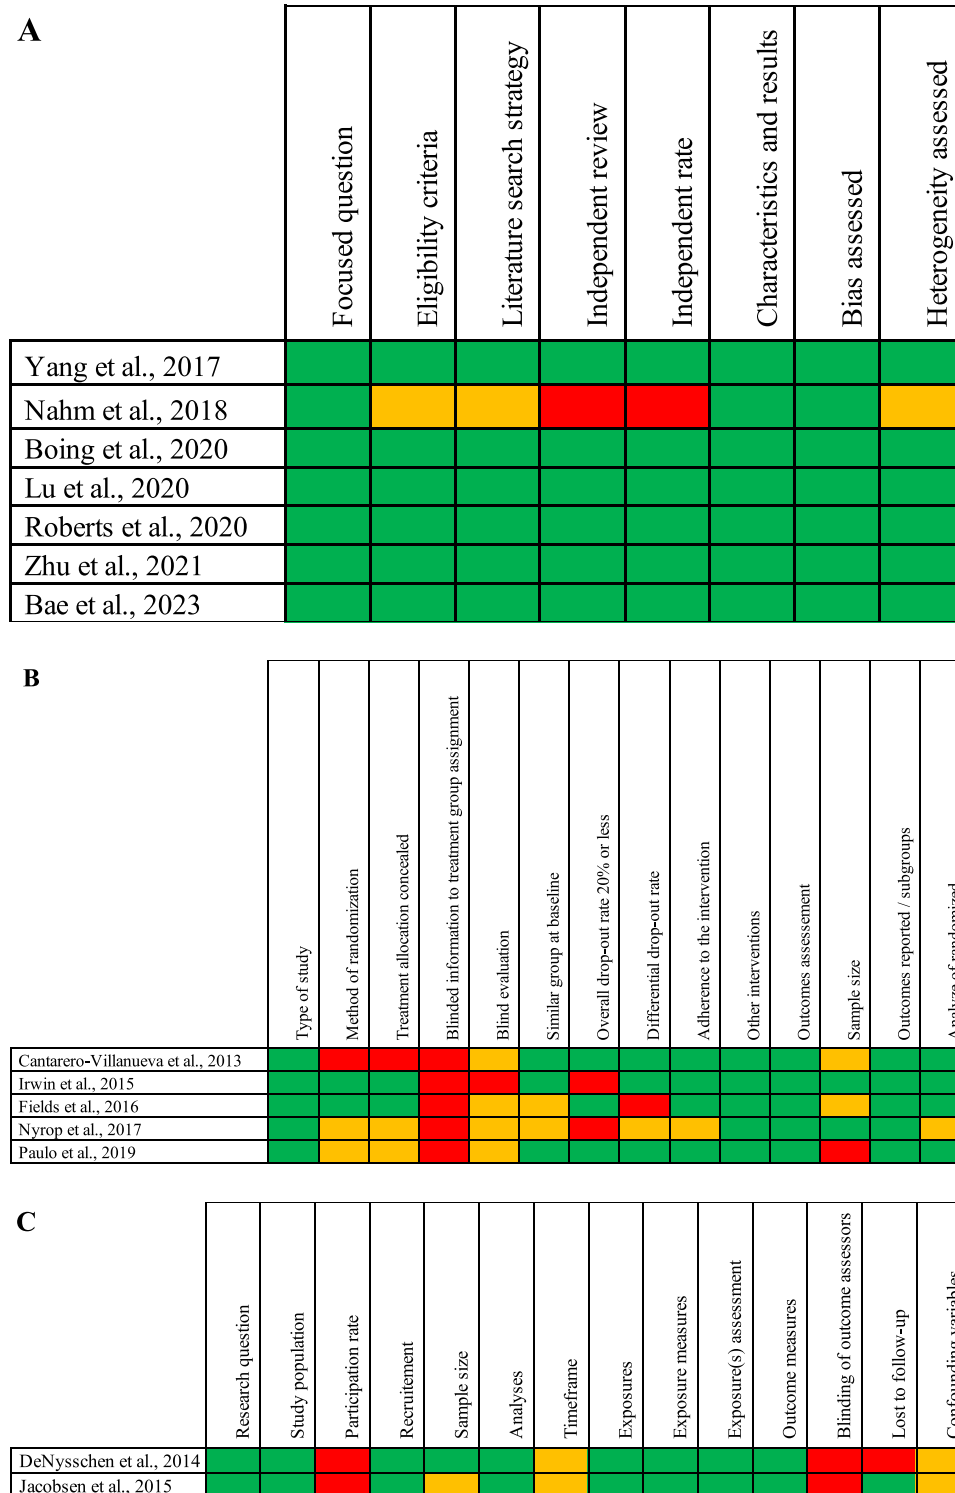 A
Focused question
Eligibility criteria
Literature search strategy
Independent review
Independent rate
Characteristics and results
Bias assessed
Heterogeneity assessed
Yang et al., 2017
Nahm et al., 2018
Boing et al., 2020
Lu et al., 2020
Roberts et al., 2020
Zhu et al., 2021
Bae et al., 2023
B
Type of study
Method of randomization
Treatment allocation concealed
Blinded information to treatment group assignment
Blind evaluation
Similar group at baseline
Overall drop-out rate 20% or less
Differential drop-out rate
Adherence to the intervention
Other interventions
Outcomes assessement
Sample size
Outcomes reported / subgroups
Analyze of randomized
Cantarero-Villanueva et al., 2013
Irwin et al., 2015
Fields et al., 2016
Nyrop et al., 2017
Paulo et al., 2019
C
Research question
Study population
Participation rate
Recruitement
Sample size
Analyses
Timeframe
Exposures
Exposure measures
Exposure(s) assessment
Outcome measures
Blinding of outcome assessors
Lost to follow-up
Confounding variables
DeNysschen et al., 2014
Jacobsen et al., 2015